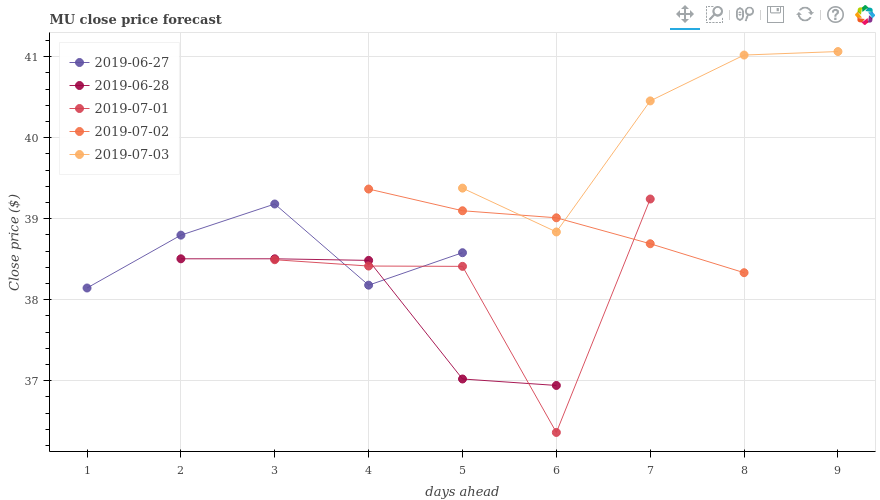 MU close price forecast
2019-06-27
2019-06-28
2019-07-01
2019-07-02
2019-07-03
Close price ($)
41
40
39
38
37
1 2 3 4 5 6 7 8 9
days ahead